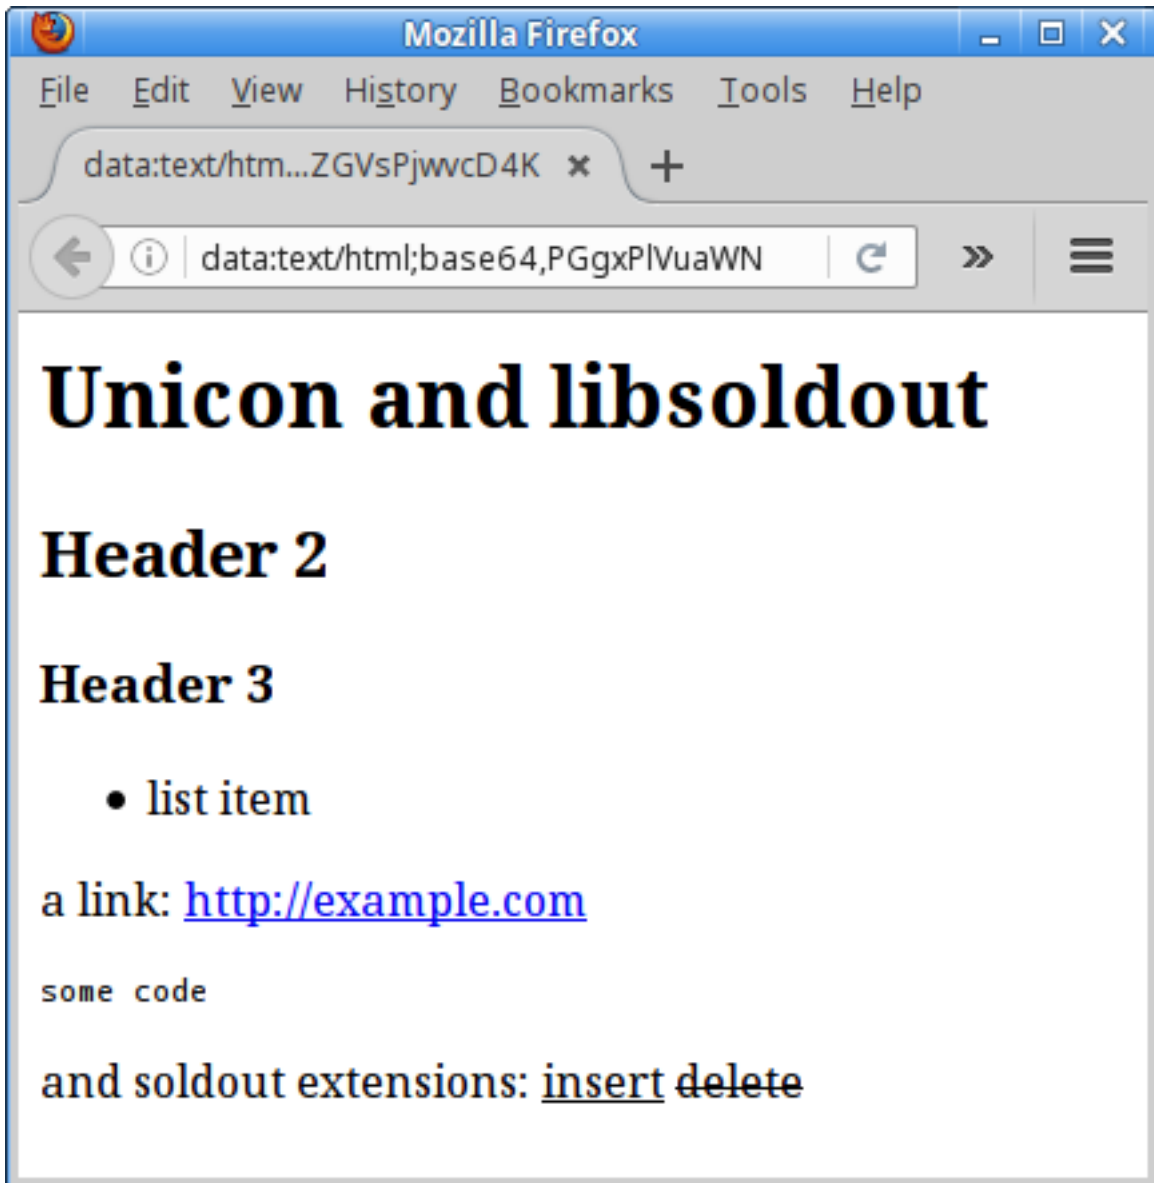 Mozilla Firefox
File Edit View History Bookmarks Tools Help
data:text/htm...ZGVsPjwvcD4K
data:text/html;base64,PGgxPlVuaWN
Unicon and libsoldout
Header 2
Header 3
• list item
a link: http://example.com
some code
and soldout extensions: insert delete